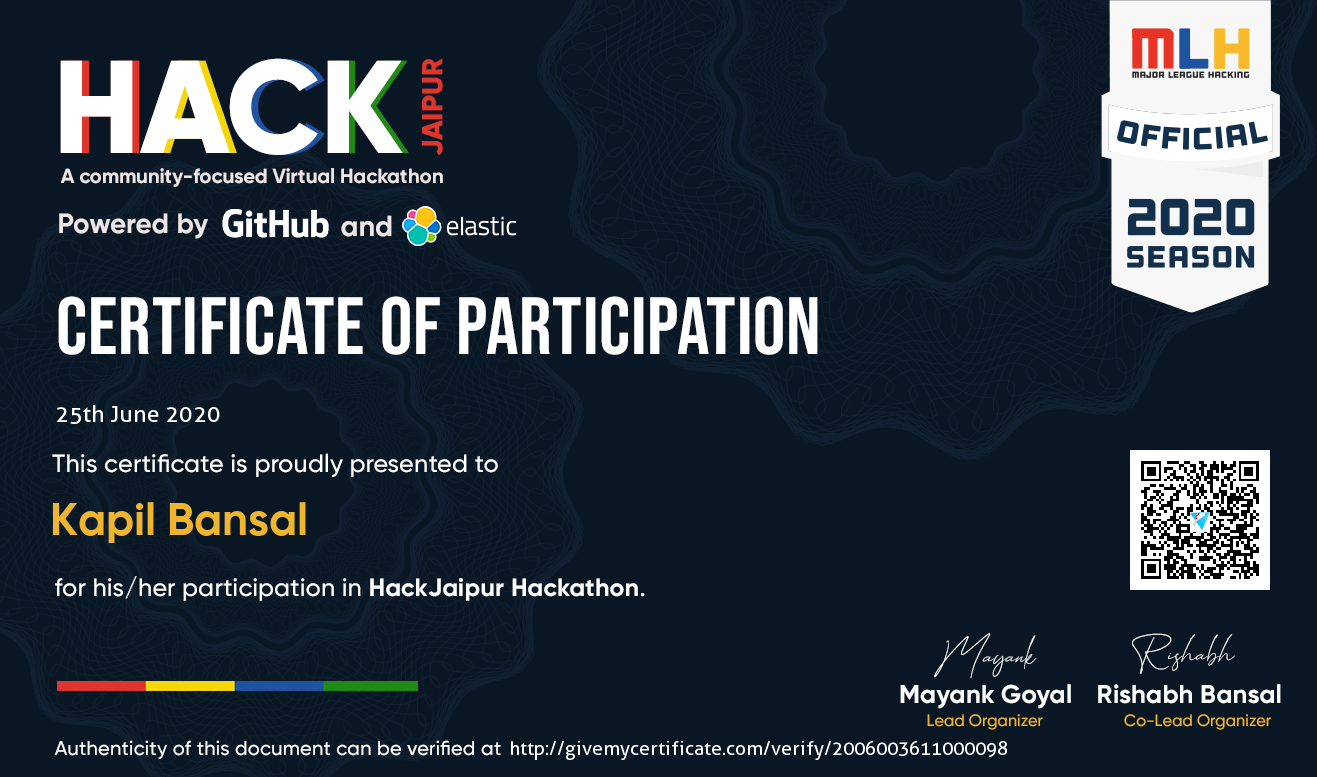 HACK JAIPUR
A community-focused Virtual Hackathon
Powered by GitHub and elastic
MLH
MAJOR LEAGUE HACKING
OFFICIAL
2020
SEASON
CERTIFICATE OF PARTICIPATION
25th June 2020
This certificate is proudly presented to
Kapil Bansal
for his/her participation in HackJaipur Hackathon.
Mayank Rishabh
Mayank Goyal Rishabh Bansal
Lead Organizer Co-Lead Organizer
Authenticity of this document can be verified at http://givemycertificate.com/verify/2006003611000098